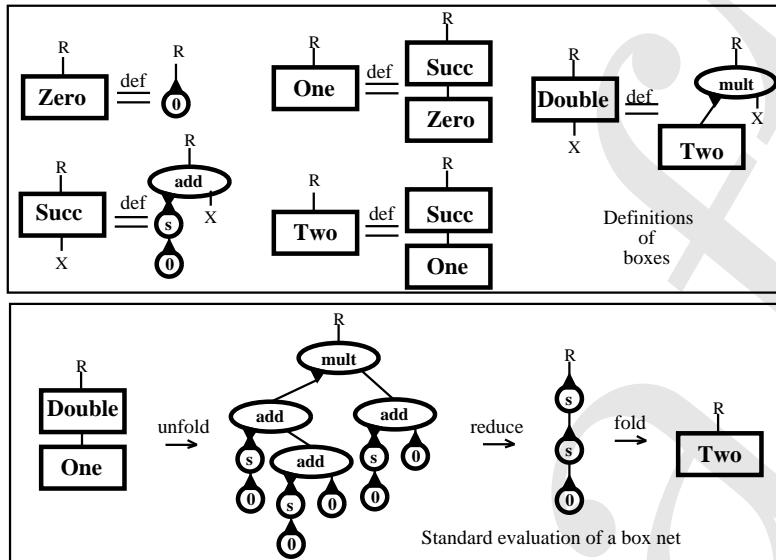 R
Zero
def
R
0
R
One
def
R
Succ
Zero
R
Double
X
def
R
mult
X
Two
R
Succ
X
def
R
add
X
s
0
R
Two
def
R
Succ
One
Definitions
of
boxes
R
Double
One
unfold
R
mult
add
add
s
add
s
0
0
s
0
0
0
reduce
R
s
s
0
fold
R
Two
Standard evaluation of a box net